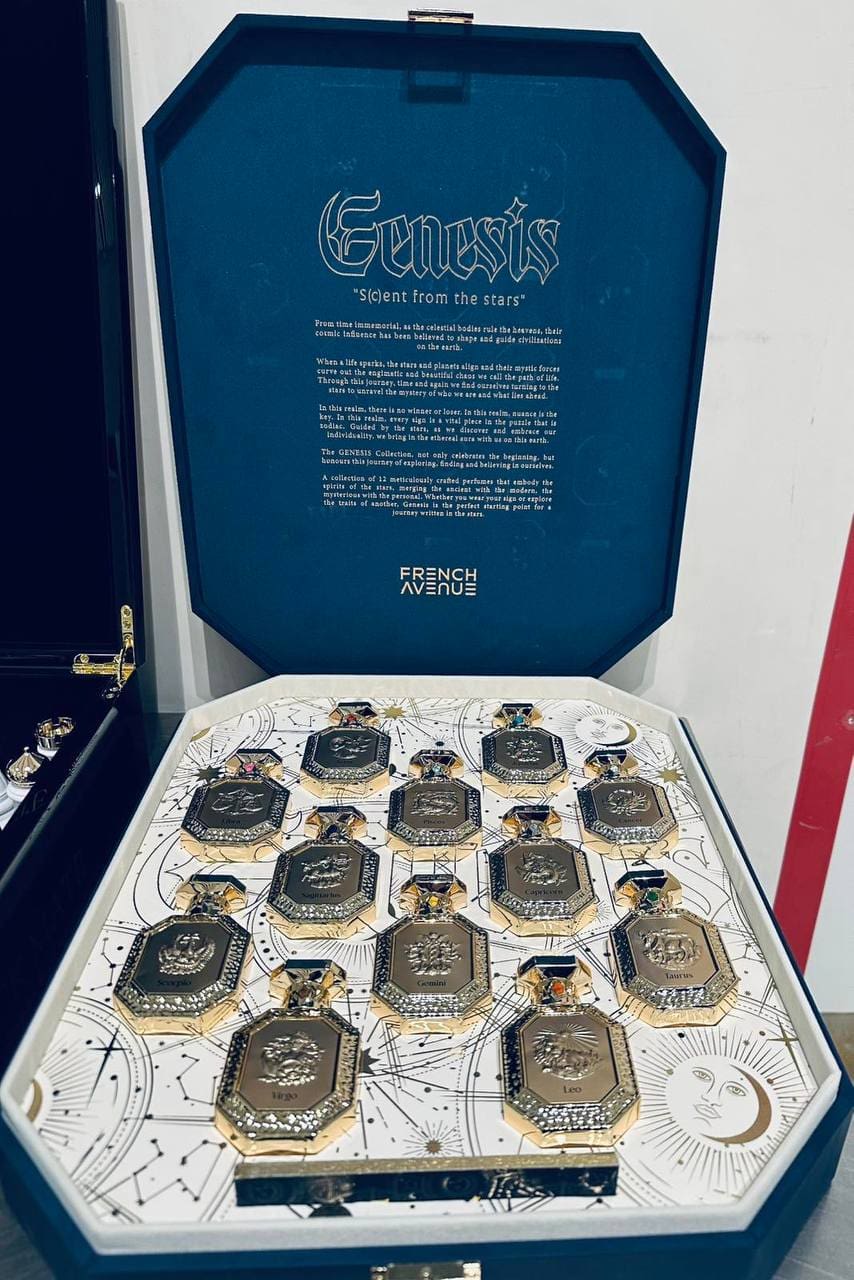 Genesis
"S(c)ent from the stars"
From time immemorial, as the celestial bodies rule the heavens, their
cosmic influence has been believed to shape and guide civilizations
on the earth.
When a life sparks, the stars and planets align and their mystic forces
curve out the engimatic and beautiful chaos we call the path of life.
Through this journey, time and again we find ourselves turning to the
stars to unravel the mystery of who we are and what lies ahead.
In this realm, there is no winner or loser. In this realm, nuance is the
key. In this realm, every sign is a vital piece in the puzzle that is
zodiac. Guided by the stars, as we discover and embrace our
individuality, we bring in the ethereal aura with us on this earth.
The GENESIS Collection, not only celebrates the beginning, but
honours this journey of exploring, finding and believing in ourselves.
A collection of 12 meticulously crafted perfumes that embody the
spirits of the stars, merging the ancient with the modern, the
mysterious with the personal. Whether you wear your sign or explore
the traits of another, Genesis is the perfect starting point for a
journey written in the stars.
FRENCH
AVENUE
Libra
Pisces
Cancer
Sagittarius
Capricorn
Scorpio
Gemini
Taurus
Virgo
Leo